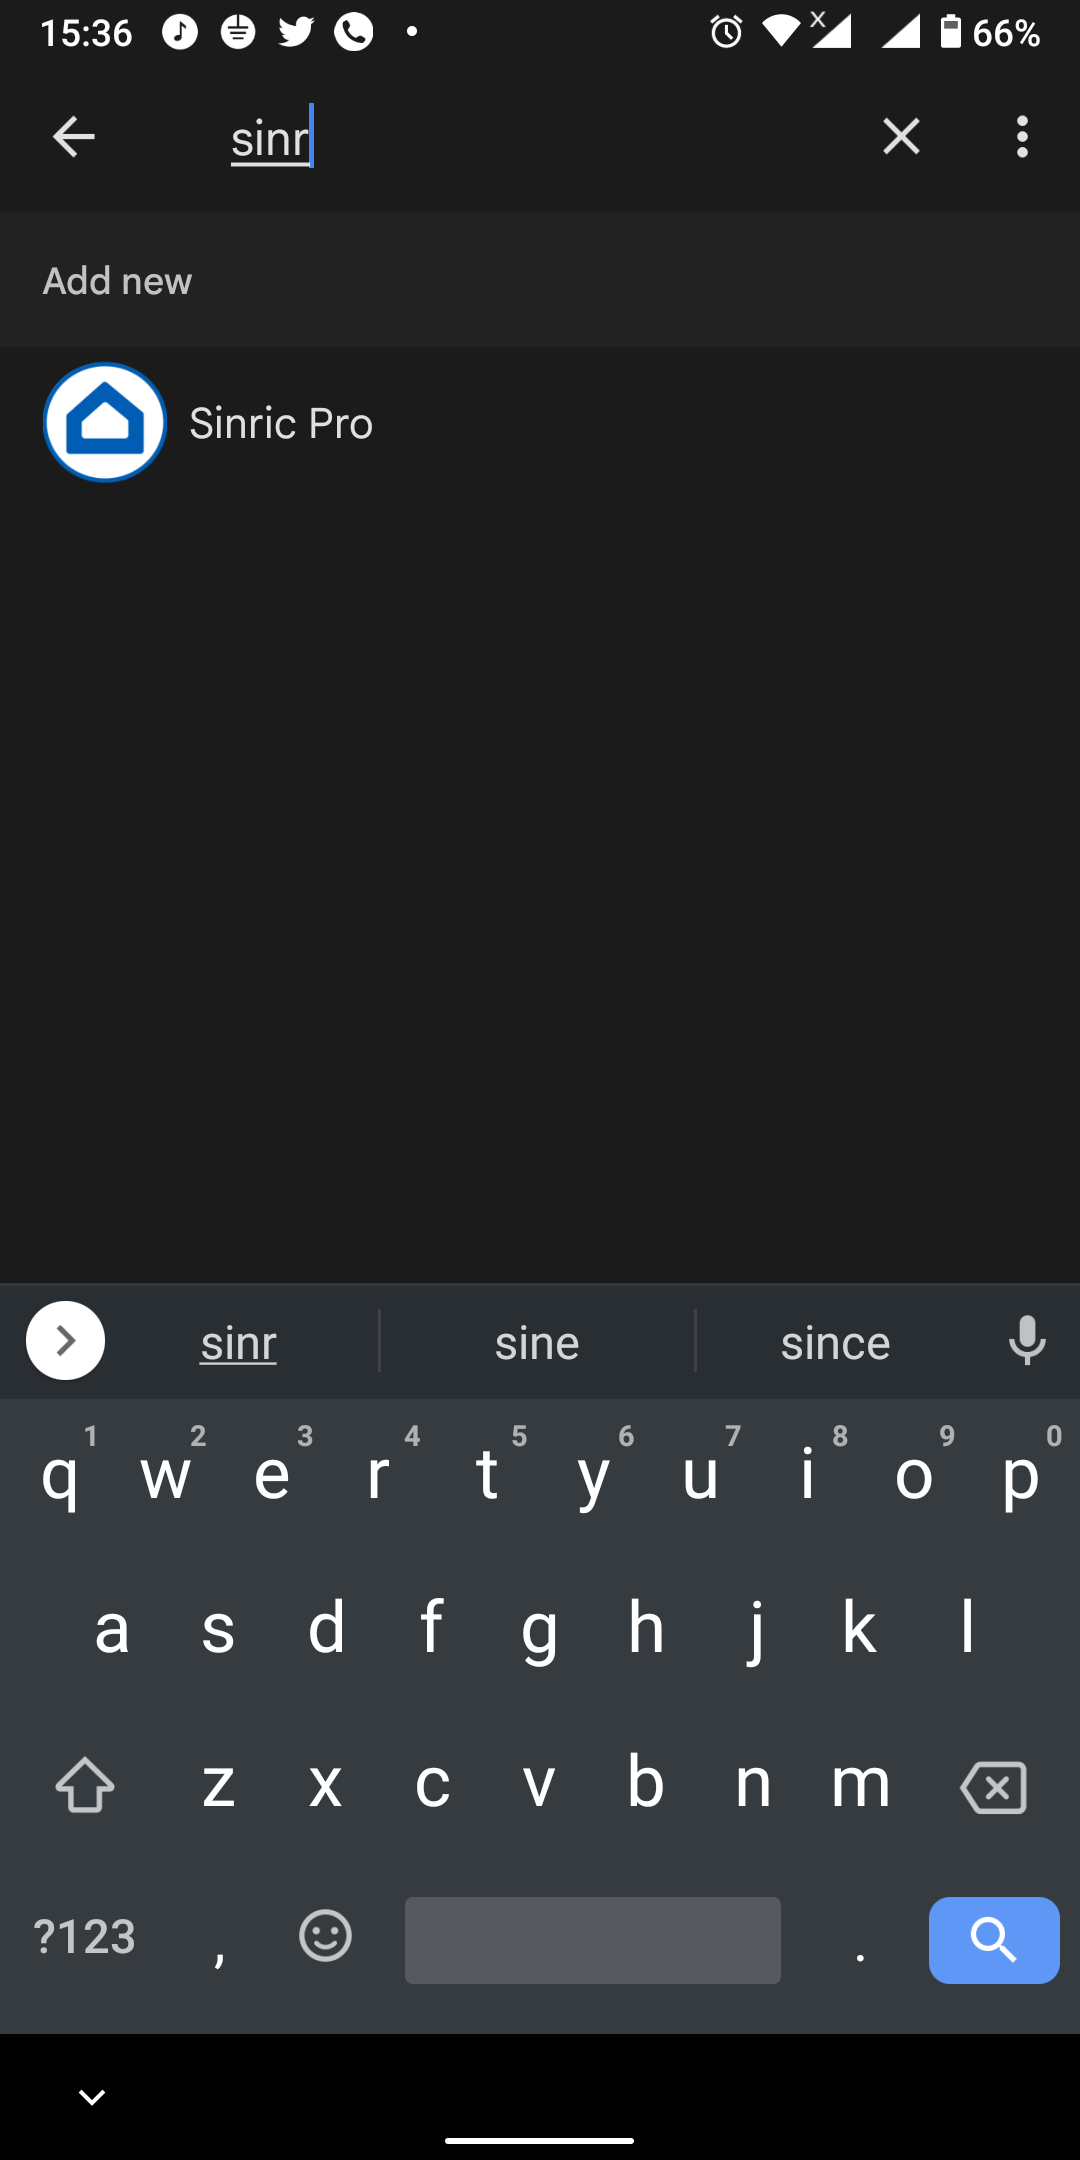 15:36 66%
sinr
Add new
Sinric Pro
sinr sine since
1 2 3 4 5 6 7 8 9 0
q w e r t y u i o p
a s d f g h j k l
z x c v b n m
?123 , .